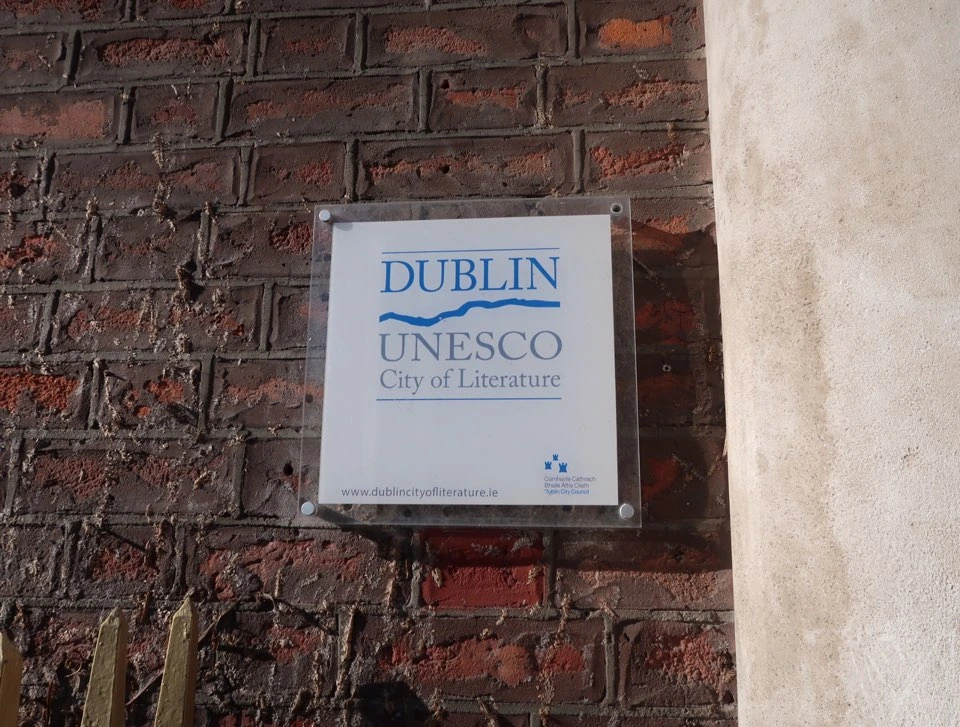 DUBLIN
UNESCO
City of Literature
Comhairle Cathrach
Bhaile Átha Cliath
Dublin City Council
www.dublincityofliterature.ie